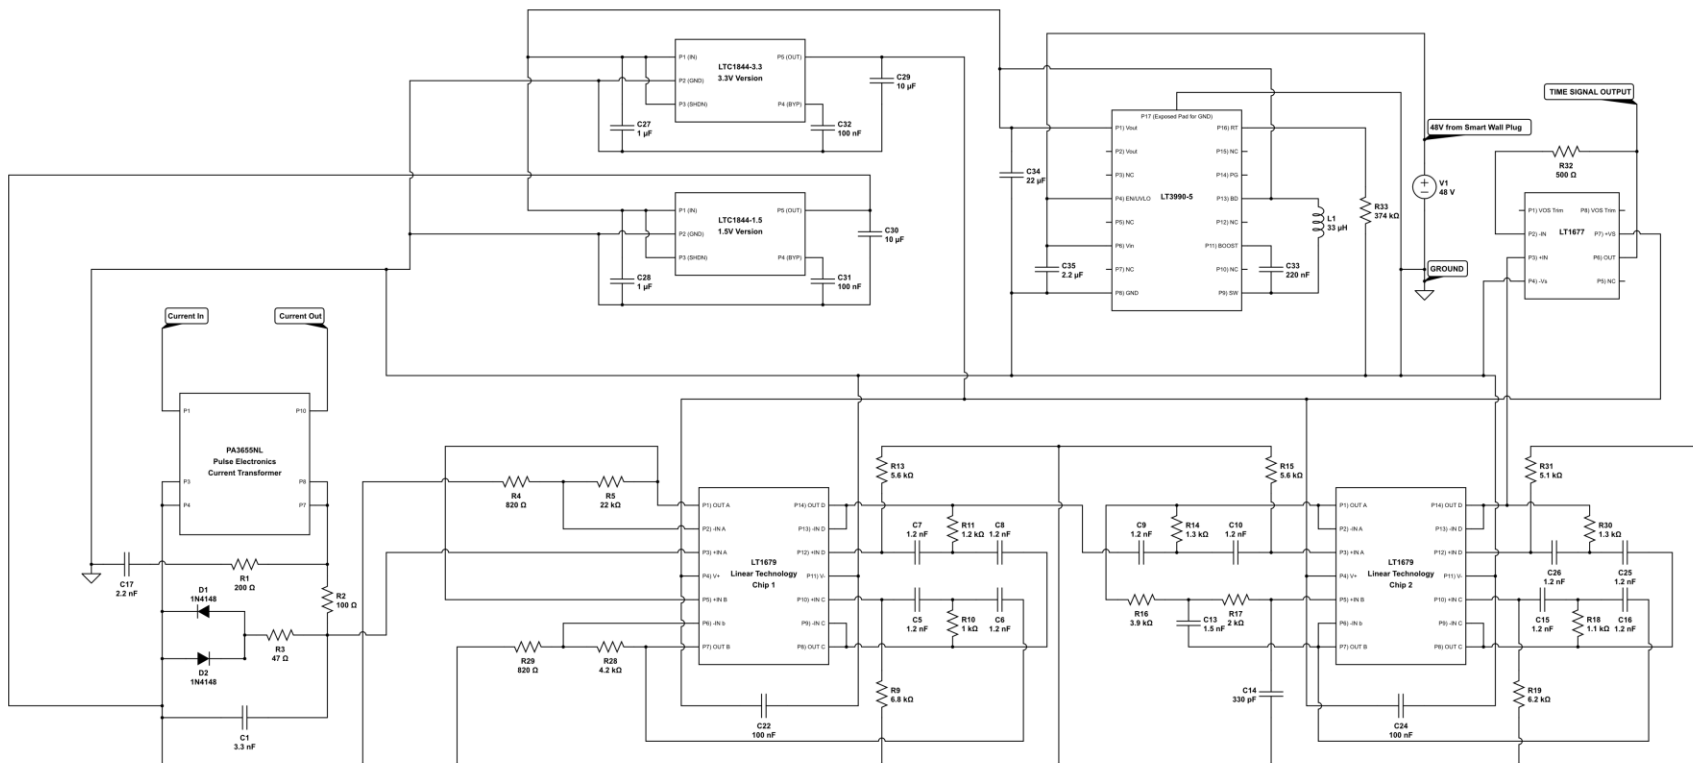 LTC1844-3.3
3.3V Version
P1 (IN)
P2 (GND)
P3 (SHDN)
P5 (OUT)
P4 (BYP)
C27
1 µF
C32
100 nF
C29
10 µF
LTC1844-1.5
1.5V Version
P1 (IN)
P2 (GND)
P3 (SHDN)
P5 (OUT)
P4 (BYP)
C28
1 µF
C31
100 nF
C30
10 µF
P17 (Exposed Pad for GND)
LT3990-5
P1) Vout
P2) Vout
P3) NC
P4) EN/UVLO
P5) NC
P6) Vin
P7) NC
P8) GND
P16) RT
P15) NC
P14) PG
P13) BD
P12) NC
P11) BOOST
P10) NC
P9) SW
C34
22 µF
C35
2.2 µF
C33
220 nF
L1
33 µH
R33
374 kΩ
48V from Smart Wall Plug
V1
48 V
GROUND
TIME SIGNAL OUTPUT
R32
500 Ω
LT1677
P1) VOS Trim
P2) -IN
P3) +IN
P4) -Vs
P8) VOS Trim
P7) +VS
P6) OUT
P5) NC
Current In
Current Out
P1
P10
PA3655NL
Pulse Electronics
Current Transformer
P3
P4
P8
P7
C17
2.2 nF
R1
200 Ω
R2
100 Ω
D1
1N4148
R3
47 Ω
D2
1N4148
C1
3.3 nF
R4
820 Ω
R5
22 kΩ
R29
820 Ω
R28
4.2 kΩ
LT1679
Linear Technology
Chip 1
P1) OUT A
P2) -IN A
P3) +IN A
P4) V+
P5) +IN B
P6) -IN b
P7) OUT B
P14) OUT D
P13) -IN D
P12) +IN D
P11) V-
P10) +IN C
P9) -IN C
P8) OUT C
C22
100 nF
R13
5.6 kΩ
C7
1.2 nF
R11
1.2 kΩ
C8
1.2 nF
C5
1.2 nF
R10
1 kΩ
C6
1.2 nF
R9
6.8 kΩ
R15
5.6 kΩ
C9
1.2 nF
R14
1.3 kΩ
C10
1.2 nF
R16
3.9 kΩ
C13
1.5 nF
R17
2 kΩ
C14
330 pF
LT1679
Linear Technology
Chip 2
P1) OUT A
P2) -IN A
P3) +IN A
P4) V+
P5) +IN B
P6) -IN b
P7) OUT B
P14) OUT D
P13) -IN D
P12) +IN D
P11) V-
P10) +IN C
P9) -IN C
P8) OUT C
C24
100 nF
R31
5.1 kΩ
R30
1.3 kΩ
C26
1.2 nF
C25
1.2 nF
C15
1.2 nF
R18
1.1 kΩ
C16
1.2 nF
R19
6.2 kΩ